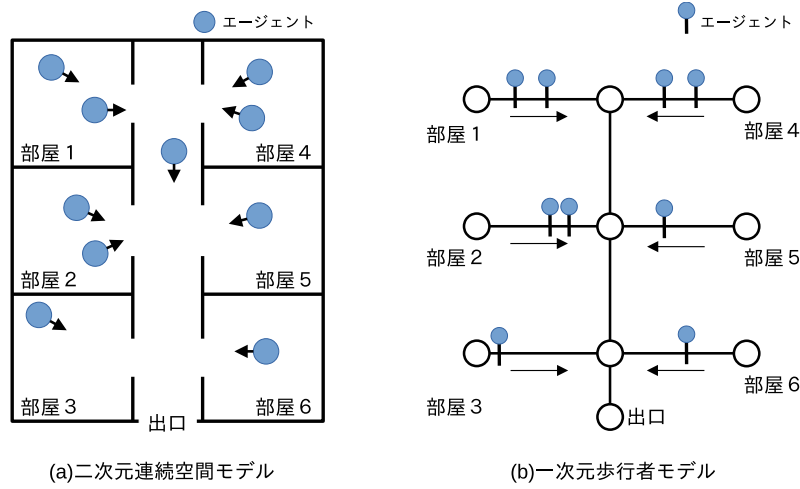 エージェント
部屋 1
部屋 4
部屋 2
部屋 5
部屋 3
部屋 6
出口
(a)二次元連続空間モデル
エージェント
部屋 1
部屋 4
部屋 2
部屋 5
部屋 3
部屋 6
出口
(b)一次元歩行者モデル